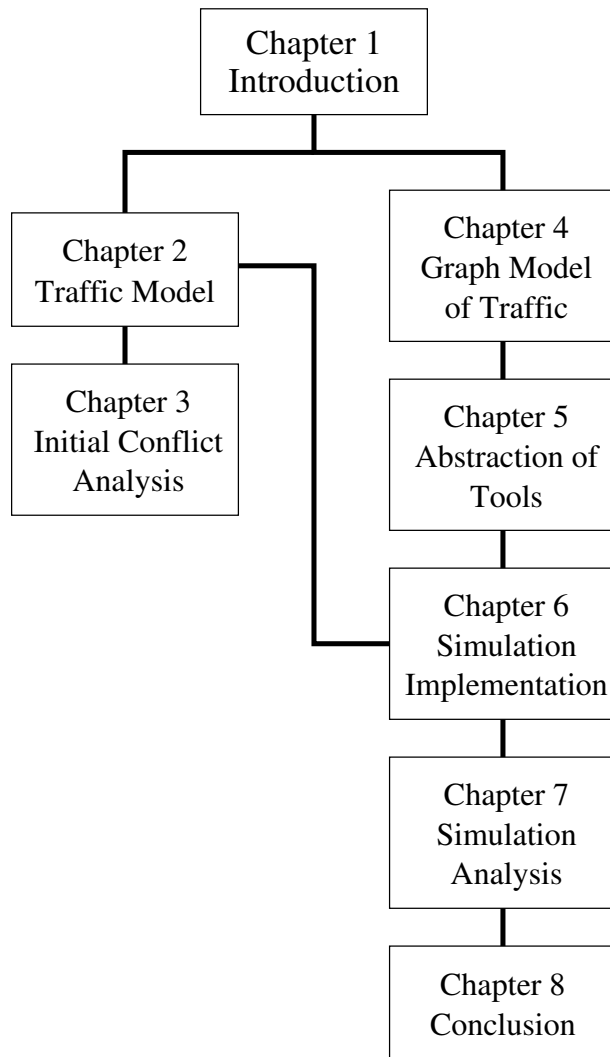 Chapter 1
Introduction
Chapter 2
Traffic Model
Chapter 3
Initial Conflict
Analysis
Chapter 4
Graph Model
of Traffic
Chapter 5
Abstraction of
Tools
Chapter 6
Simulation
Implementation
Chapter 7
Simulation
Analysis
Chapter 8
Conclusion